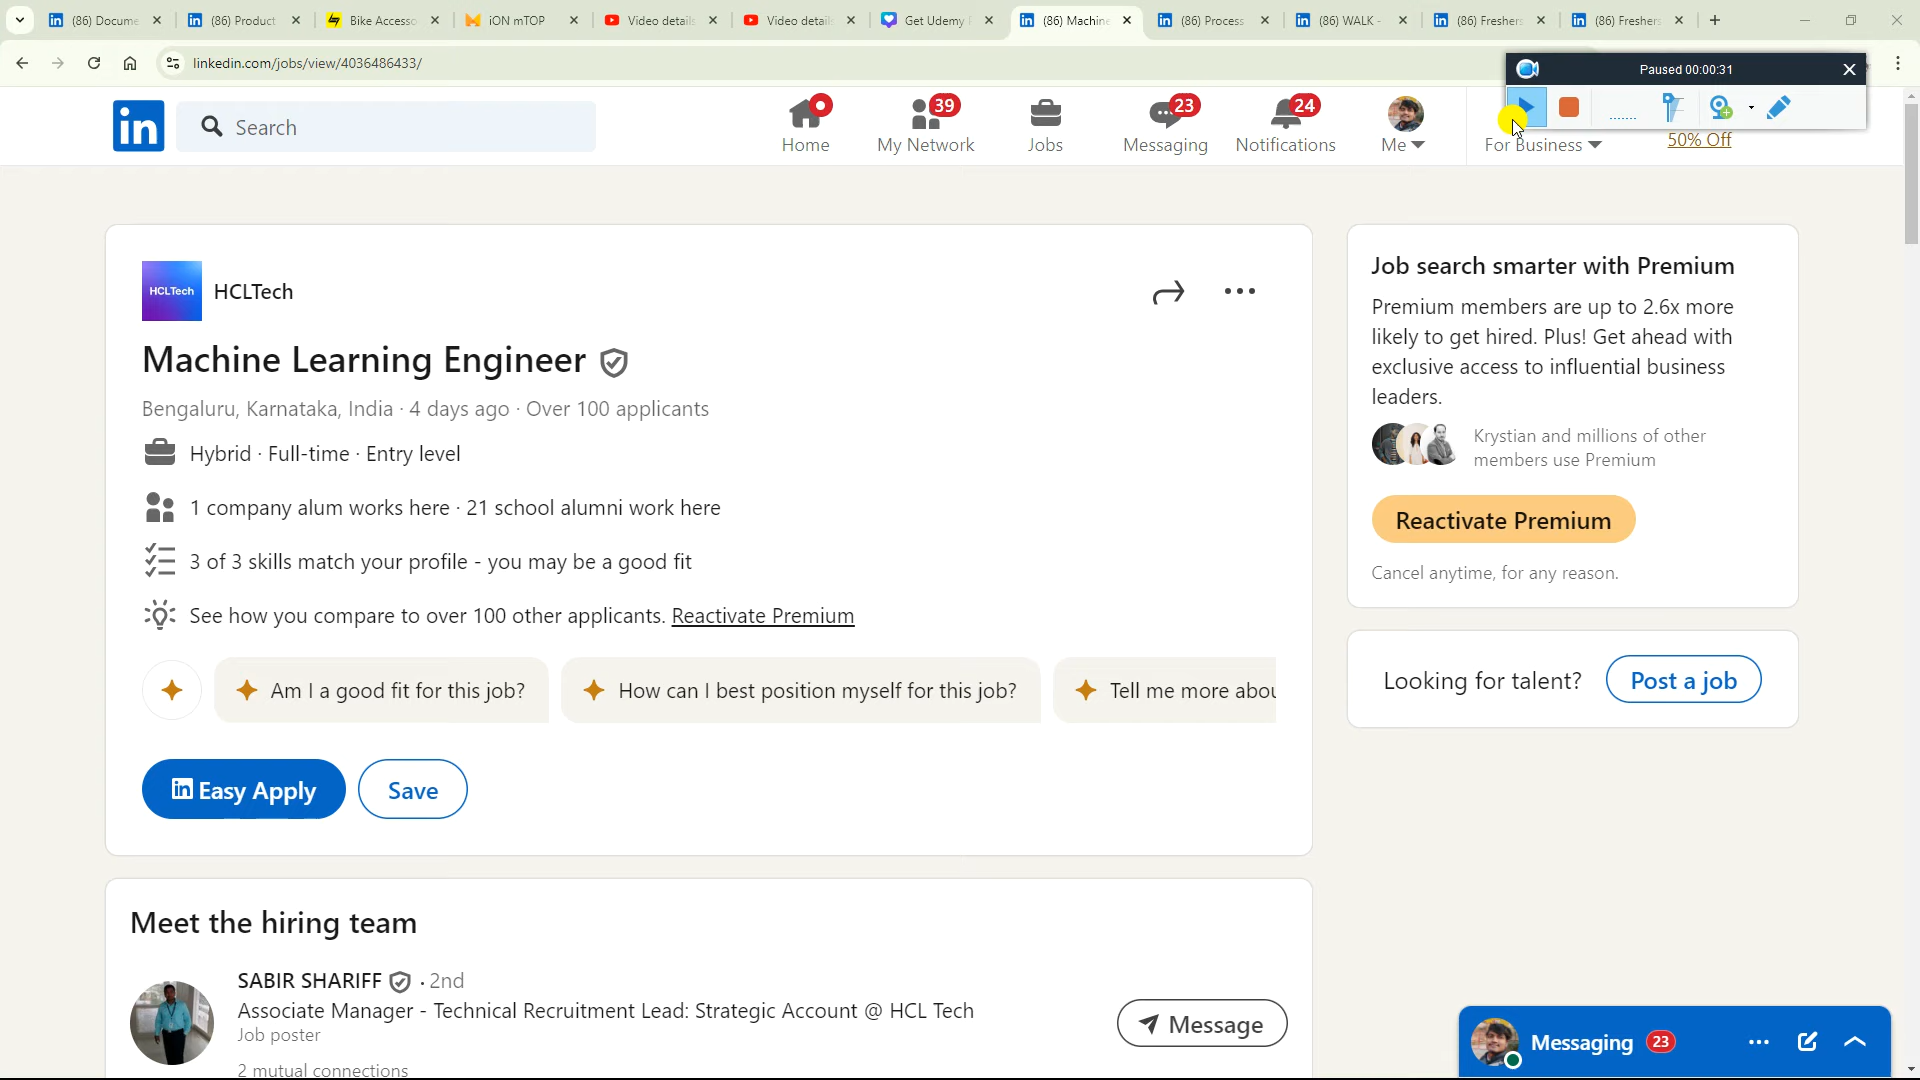 (86) Docume
(86) Product
Bike Accesso
iON mTOP
Video details
Video details
Get Udemy
(86) Machine
(86) Process
(86) WALK -
(86) Freshers
(86) Freshers
linkedin.com/jobs/view/4036486433/
Paused 00:00:31
in
Search
39
23
24
Home
My Network
Jobs
Messaging
Notifications
Me
For Business
50% Off
HCLTech
HCLTech
Machine Learning Engineer
Bengaluru, Karnataka, India · 4 days ago · Over 100 applicants
Hybrid · Full-time · Entry level
1 company alum works here · 21 school alumni work here
3 of 3 skills match your profile - you may be a good fit
See how you compare to over 100 other applicants. Reactivate Premium
Am I a good fit for this job?
How can I best position myself for this job?
Tell me more abou
in Easy Apply
Save
Job search smarter with Premium
Premium members are up to 2.6x more
likely to get hired. Plus! Get ahead with
exclusive access to influential business
leaders.
Krystian and millions of other
members use Premium
Reactivate Premium
Cancel anytime, for any reason.
Looking for talent?
Post a job
Meet the hiring team
SABIR SHARIFF · 2nd
Associate Manager - Technical Recruitment Lead: Strategic Account @ HCL Tech
Job poster
2 mutual connections
Message
Messaging 23